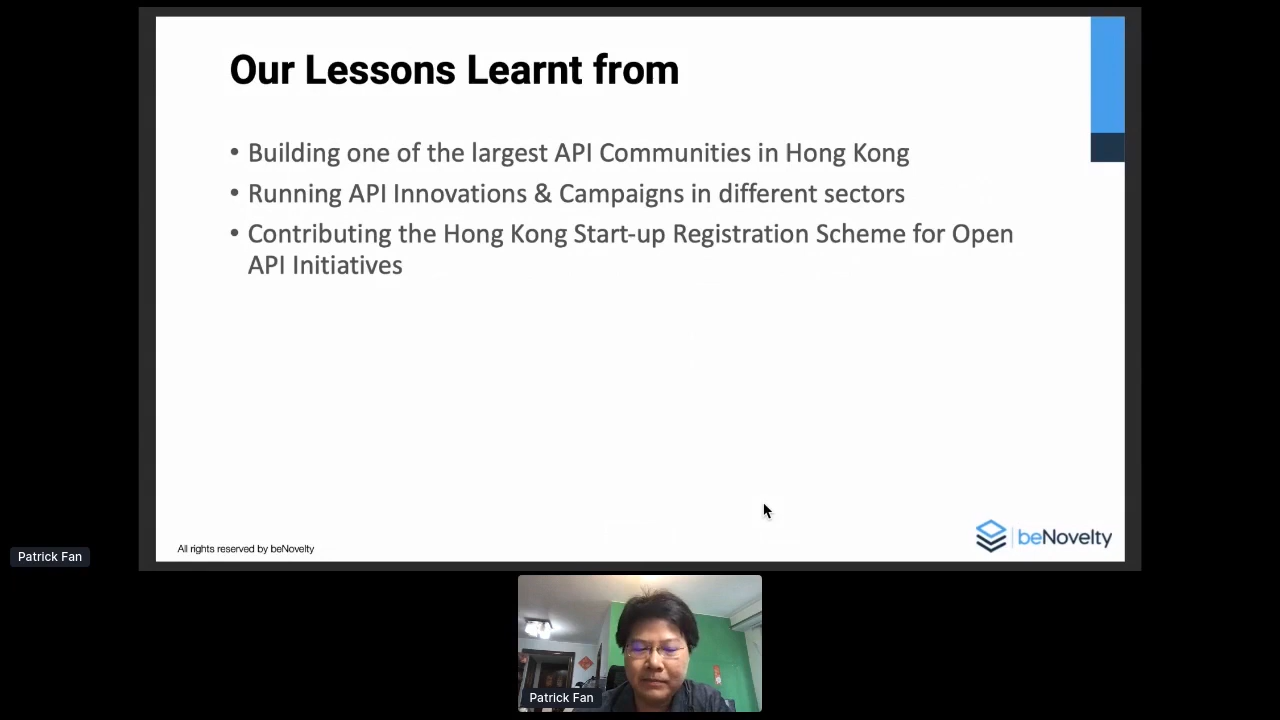 Our Lessons Learnt from
• Building one of the largest API Communities in Hong Kong
• Running API Innovations & Campaigns in different sectors
• Contributing the Hong Kong Start-up Registration Scheme for Open
API Initiatives
All rights reserved by beNovelty
beNovelty
Patrick Fan
Patrick Fan